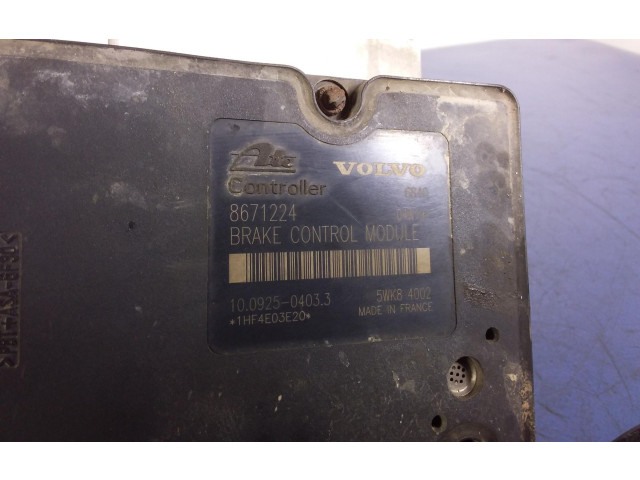 Ate VOLVO
Controller
8671224
BRAKE CONTROL MODULE
10.0925-0403.3 5WK8 4002
*1HF4E03E20* MADE IN FRANCE